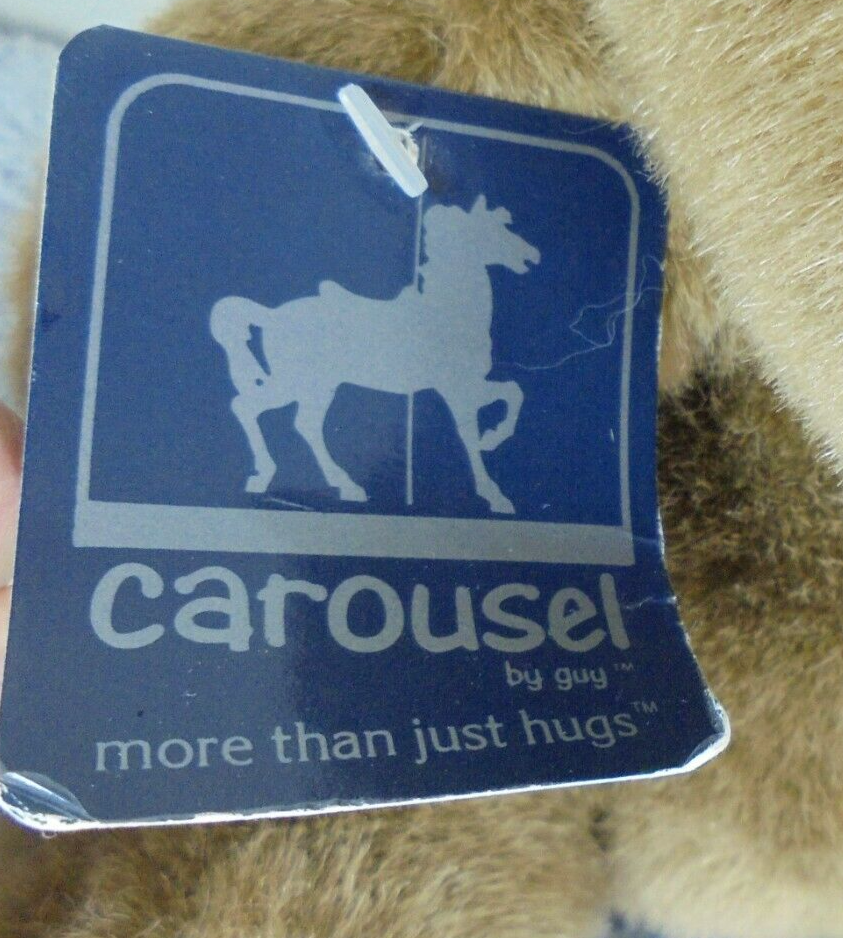 carousel
by guy™
more than just hugs™